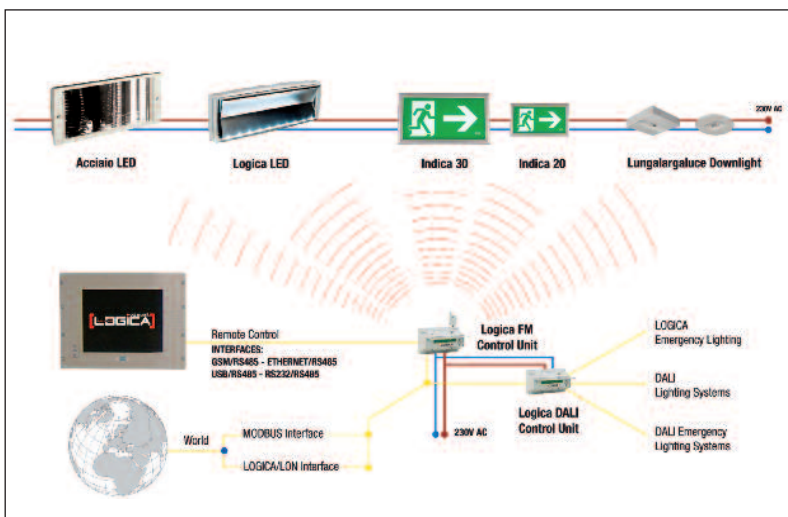 230V AC
Acciaio LED
Logica LED
Indica 30
Indica 20
Lungalargaluce Downlight
[LOGICA]
Remote Control
INTERFACES:
GSM/RS485 - ETHERNET/RS485
USB/RS485 - RS232/RS485
Logica FM
Control Unit
LOGICA
Emergency Lighting
DALI
Lighting Systems
Logica DALI
Control Unit
DALI Emergency
Lighting Systems
World
MODBUS Interface
LOGICA/LON Interface
230V AC